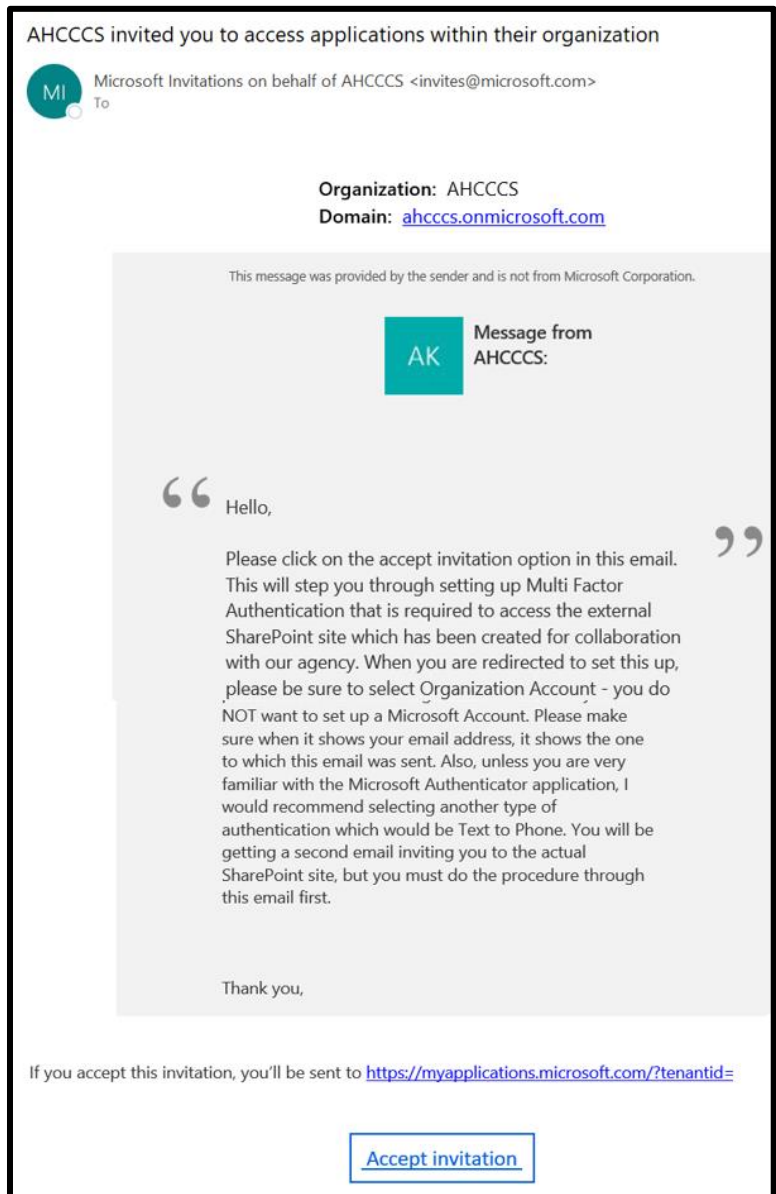 AHCCCS invited you to access applications within their organization
MI
Microsoft Invitations on behalf of AHCCCS <invites@microsoft.com>
To
Organization: AHCCCS
Domain: ahcccs.onmicrosoft.com
This message was provided by the sender and is not from Microsoft Corporation.
AK
Message from
AHCCCS:
“
Hello,
”
Please click on the accept invitation option in this email.
This will step you through setting up Multi Factor
Authentication that is required to access the external
SharePoint site which has been created for collaboration
with our agency. When you are redirected to set this up,
please be sure to select Organization Account - you do
NOT want to set up a Microsoft Account. Please make
sure when it shows your email address, it shows the one
to which this email was sent. Also, unless you are very
familiar with the Microsoft Authenticator application, I
would recommend selecting another type of
authentication which would be Text to Phone. You will be
getting a second email inviting you to the actual
SharePoint site, but you must do the procedure through
this email first.
Thank you,
If you accept this invitation, you’ll be sent to https://myapplications.microsoft.com/?tenantid=
Accept invitation